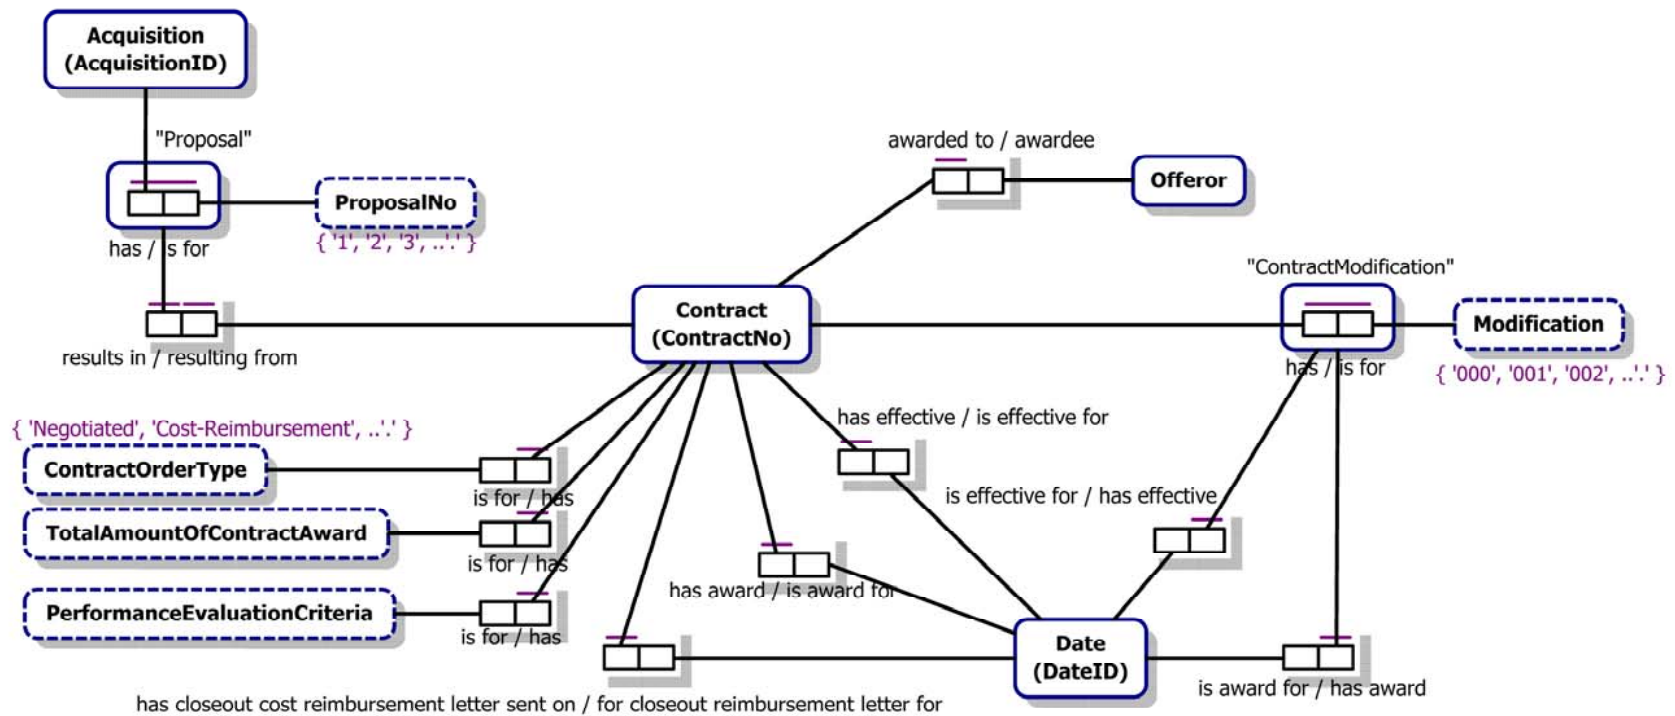 Acquisition
(AcquisitionID)
"Proposal"
ProposalNo
{ '1', '2', '3', ..'.' }
has / is for
results in / resulting from
awarded to / awardee
Offeror
Contract
(ContractNo)
"ContractModification"
Modification
{ '000', '001', '002', ..'.' }
has / is for
{ 'Negotiated', 'Cost-Reimbursement', ..'.' }
ContractOrderType
is for / has
TotalAmountOfContractAward
is for / has
PerformanceEvaluationCriteria
is for / has
has effective / is effective for
is effective for / has effective
has award / is award for
Date
(DateID)
is award for / has award
has closeout cost reimbursement letter sent on / for closeout reimbursement letter for